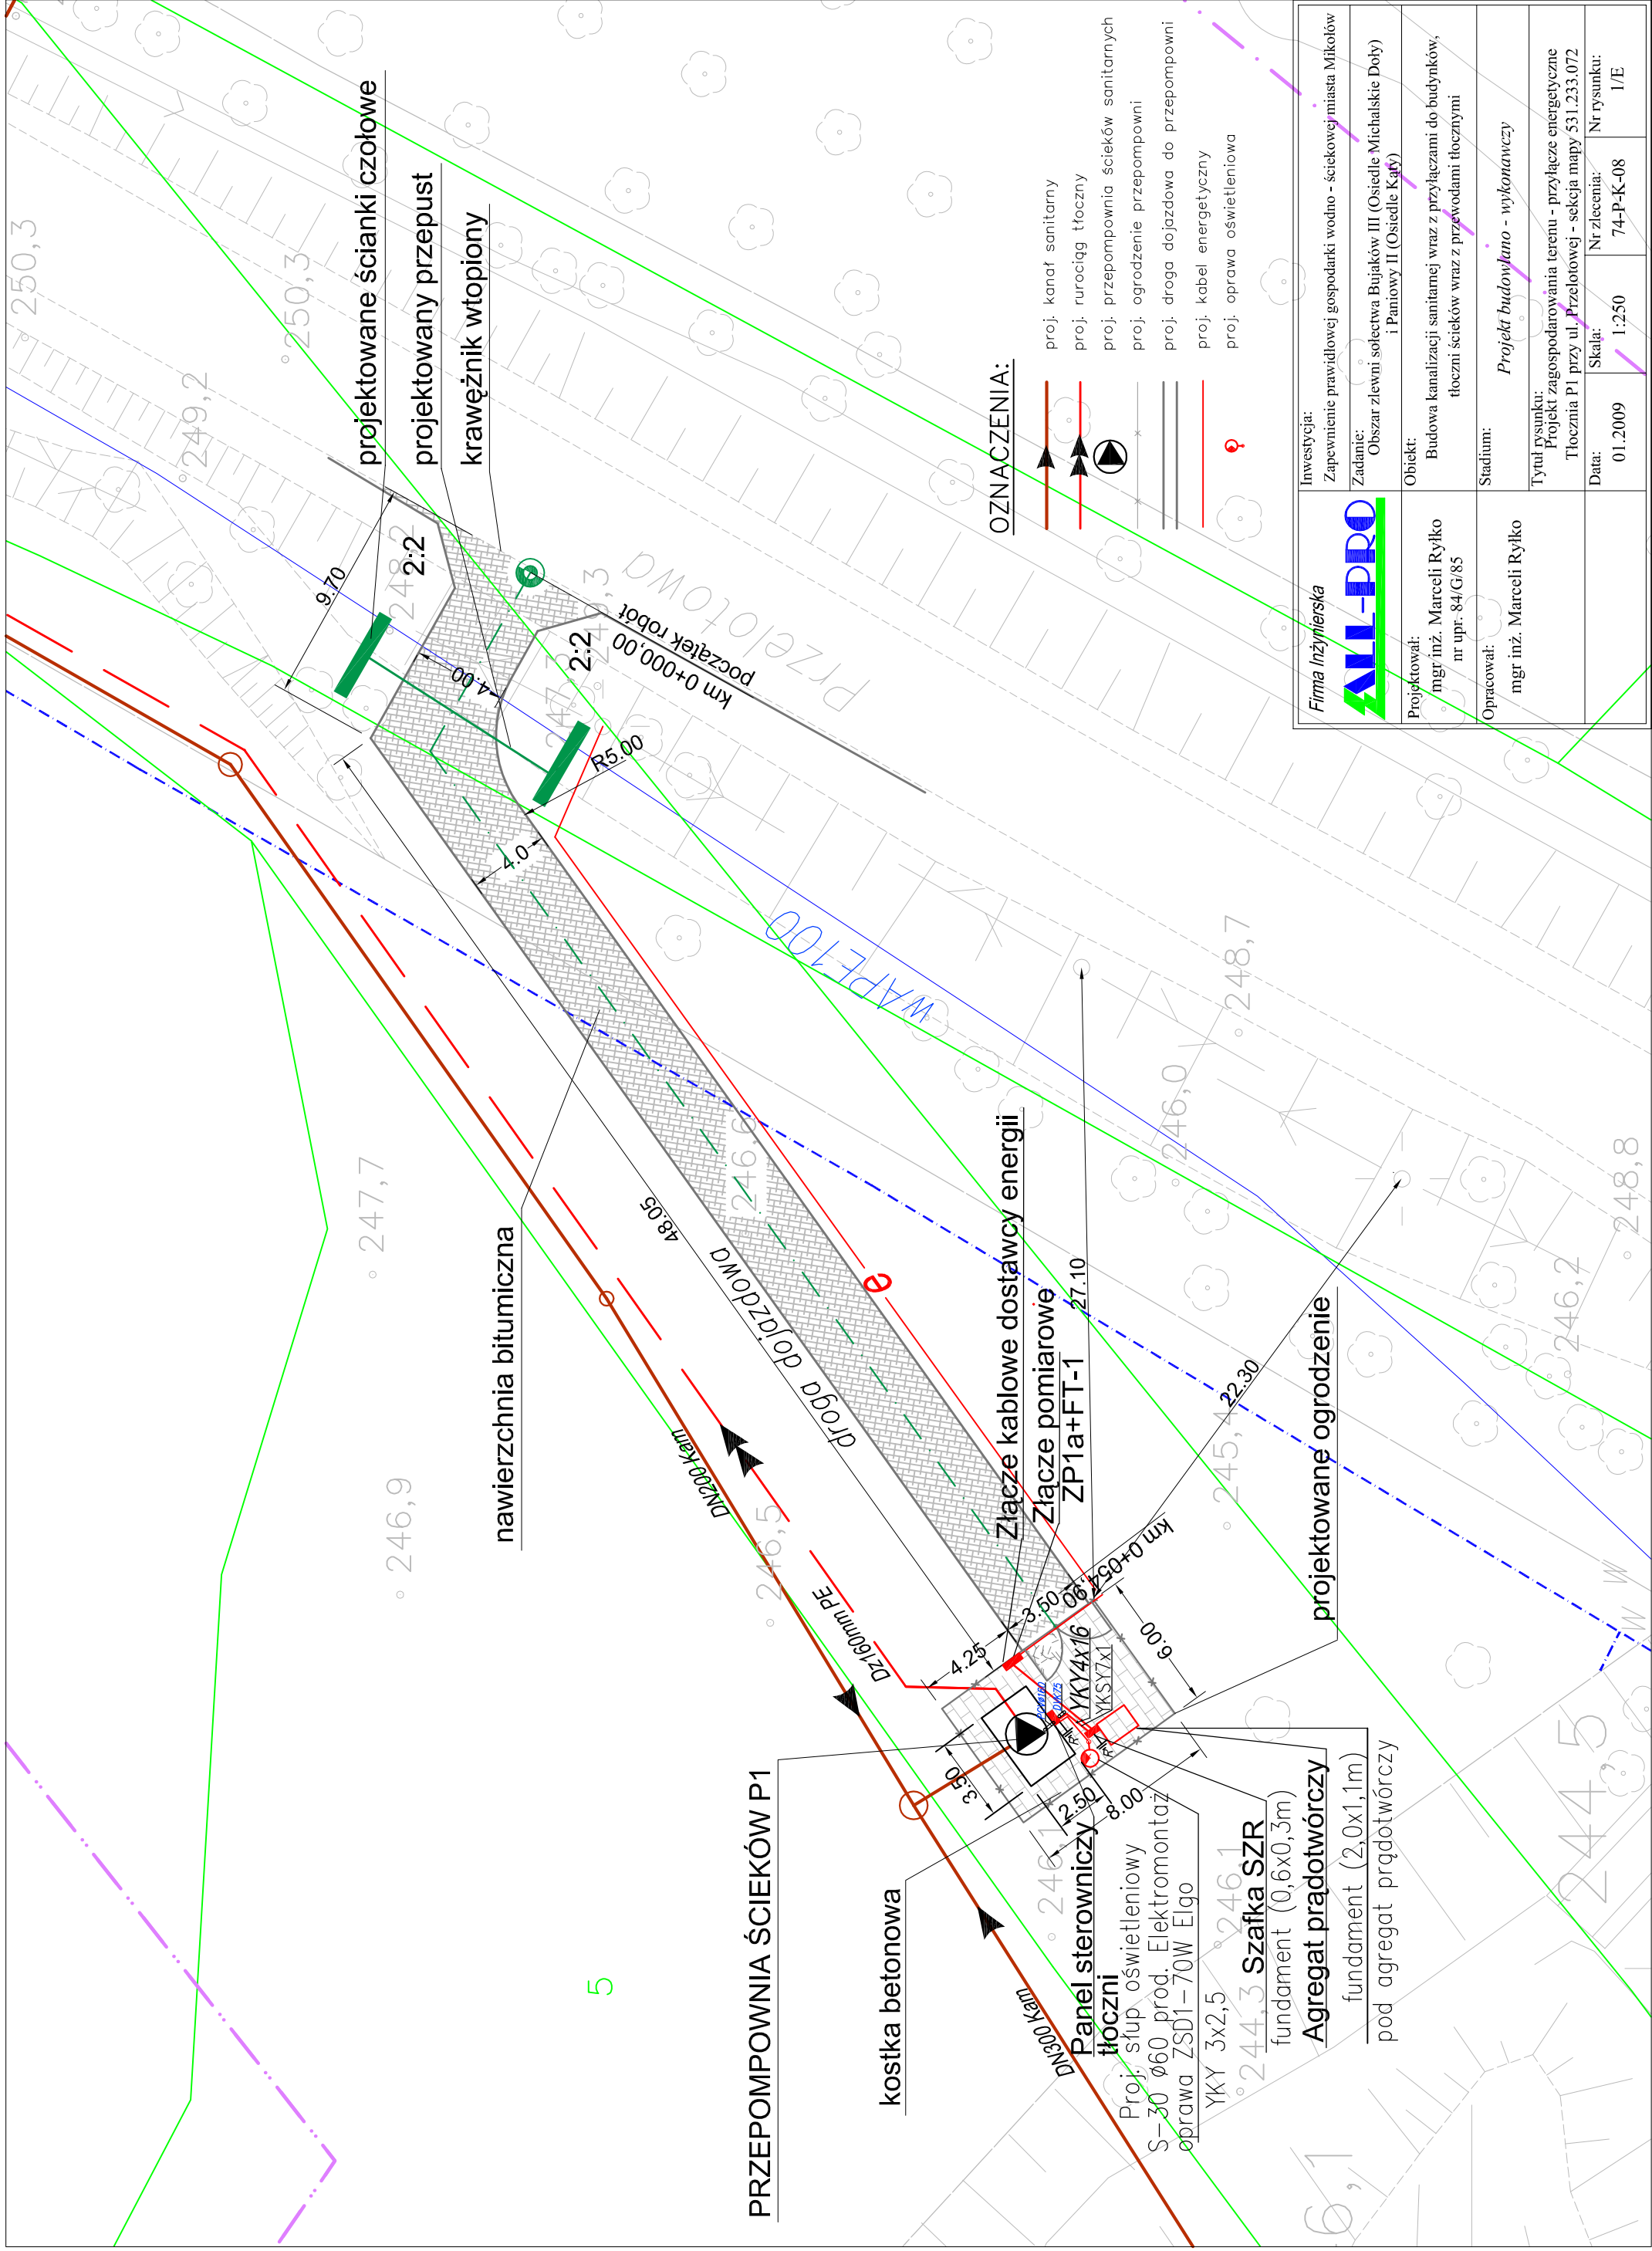 250,3
250,3
249,2
248,2
projektowane ścianki czołowe
projektowany przepust
krawężnik wtopiony
9.70
2:2
2:2
4.00
4.0
R5.00
km 0+000,00
początek robót
Przelotowa
WAPE100
nawierzchnia bitumiczna
48.05
droga dojazdowa
246,6
e
247,7
246,9
246,5
DN200 Kam
Dz160mm PE
DN300 Kam
248,7
246,0
248,8
246,2
245,4
Złącze kablowe dostawcy energii
Złącze pomiarowe
ZP1a+FT-1
27.10
22.30
projektowane ogrodzenie
km 0+054,90
3.50
4.25
6.00
YKY4x16
YKSY7x1
DVK75
3.50
2.50
8.00
PRZEPOMPOWNIA ŚCIEKÓW P1
kostka betonowa
5
246,1
246,1
244,3
244,5
6,1
W W
Panel sterowniczy
tłoczni
Proj. słup oświetleniowy
S-30 ø60 prod. Elektromontaż
oprawa ZSD1-70W Elgo
YKY 3x2,5
Szafka SZR
fundament (0,6x0,3m)
Agregat prądotwórczy
fundament (2,0x1,1m)
pod agregat prądotwórczy
OZNACZENIA:
proj. kanał sanitarny
proj. rurociąg tłoczny
proj. przepompownia ścieków sanitarnych
proj. ogrodzenie przepompowni
proj. droga dojazdowa do przepompowni
proj. kabel energetyczny
proj. oprawa oświetleniowa
Firma Inżynierska
ALL-PRO
Projektował:
mgr inż. Marceli Ryłko
nr upr. 84/G/85
Opracował:
mgr inż. Marceli Ryłko
Inwestycja:
Zapewnienie prawidłowej gospodarki wodno - ściekowej miasta Mikołów
Zadanie:
Obszar zlewni sołectwa Bujaków III (Osiedle Michalskie Doły)
i Paniowy II (Osiedle Kąty)
Obiekt:
Budowa kanalizacji sanitarnej wraz z przyłączami do budynków,
tłoczni ścieków wraz z przewodami tłocznymi
Stadium:
Projekt budowlano - wykonawczy
Tytuł rysunku:
Projekt zagospodarowania terenu - przyłącze energetyczne
Tłocznia P1 przy ul. Przelotowej - sekcja mapy 531.233.072
Data:
01.2009
Skala:
1:250
Nr zlecenia:
74-P-K-08
Nr rysunku:
1/E